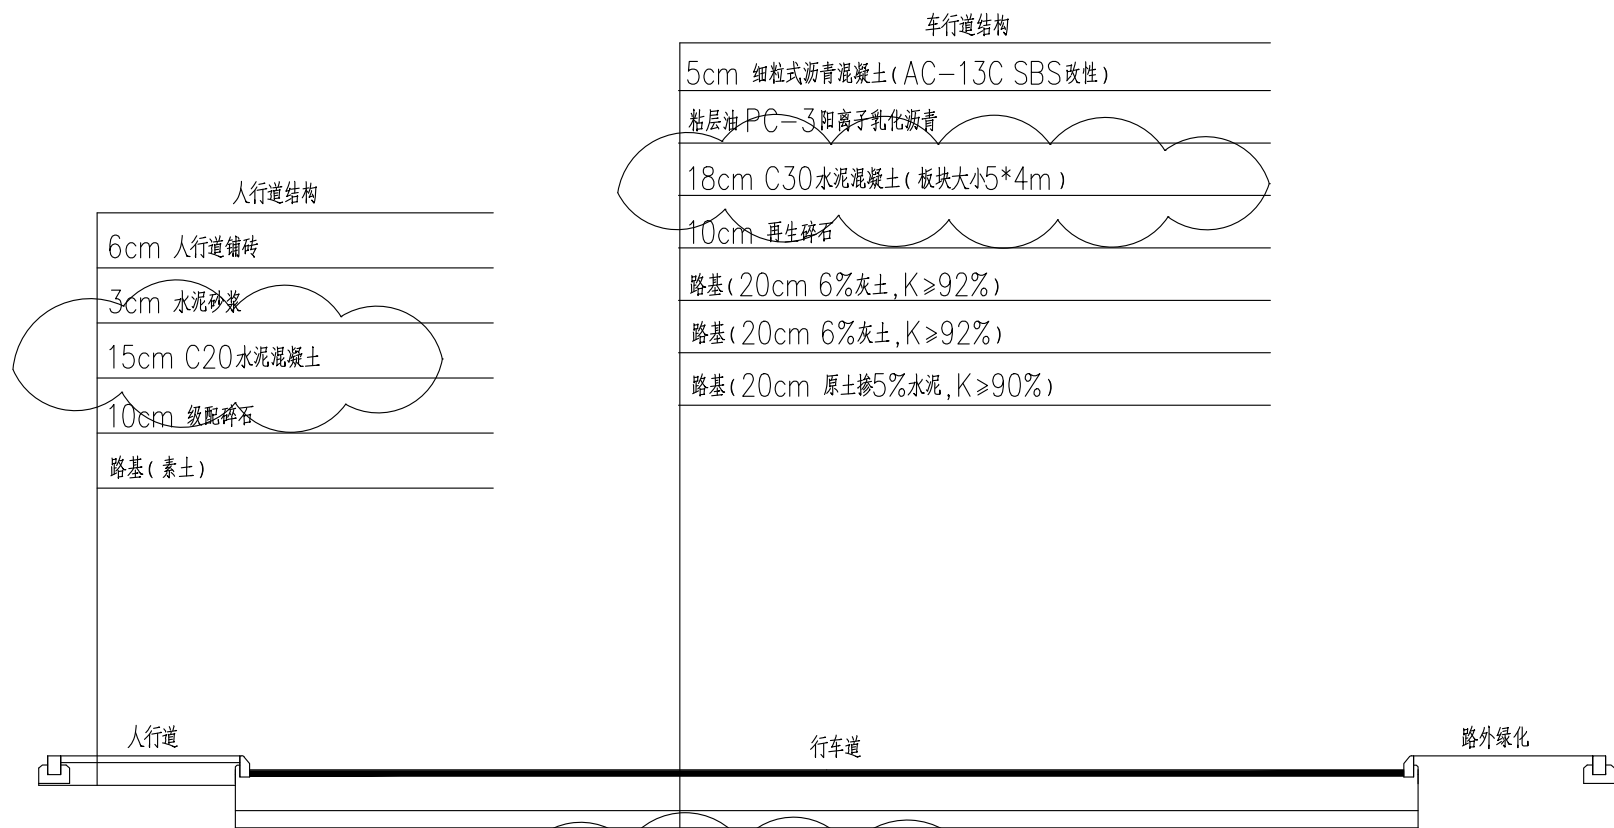 车行道结构
5cm 细粒式沥青混凝土(AC-13C SBS改性)
粘层油PC-3阳离子乳化沥青
18cm C30水泥混凝土(板块大小5*4m)
10cm 再生碎石
路基(20cm 6%灰土,K≥92%)
路基(20cm 6%灰土,K≥92%)
路基(20cm 原土掺5%水泥,K≥90%)
人行道结构
6cm 人行道铺砖
3cm 水泥砂浆
15cm C20水泥混凝土
10cm 级配碎石
路基(素土)
人行道
行车道
路外绿化